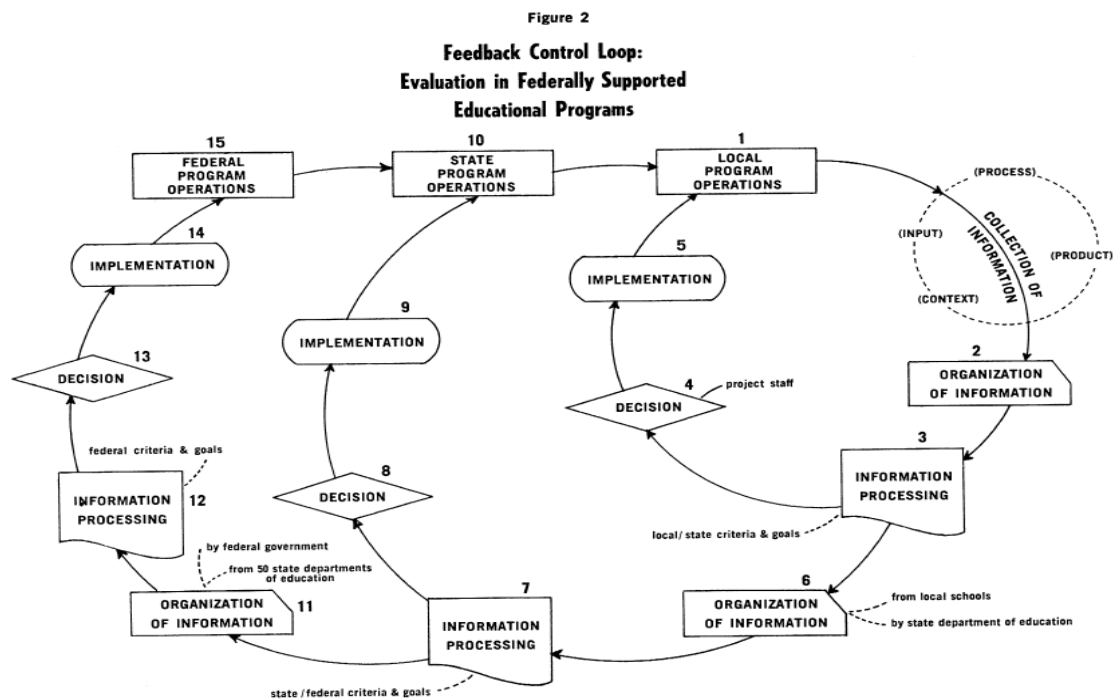 Figure 2
Feedback Control Loop:
Evaluation in Federally Supported
Educational Programs
15
FEDERAL
PROGRAM
OPERATIONS
10
STATE
PROGRAM
OPERATIONS
1
LOCAL
PROGRAM
OPERATIONS
(PROCESS)
(INPUT)
COLLECTION OF
INFORMATION
(PRODUCT)
(CONTEXT)
14
IMPLEMENTATION
5
IMPLEMENTATION
9
IMPLEMENTATION
13
DECISION
2
ORGANIZATION
OF INFORMATION
4
project staff
DECISION
3
INFORMATION
PROCESSING
local/state criteria & goals
federal criteria & goals
8
DECISION
INFORMATION
PROCESSING
12
by federal government
from 50 state departments
of education
ORGANIZATION
OF INFORMATION
11
7
INFORMATION
PROCESSING
state/federal criteria & goals
6
ORGANIZATION
OF INFORMATION
from local schools
by state department of education